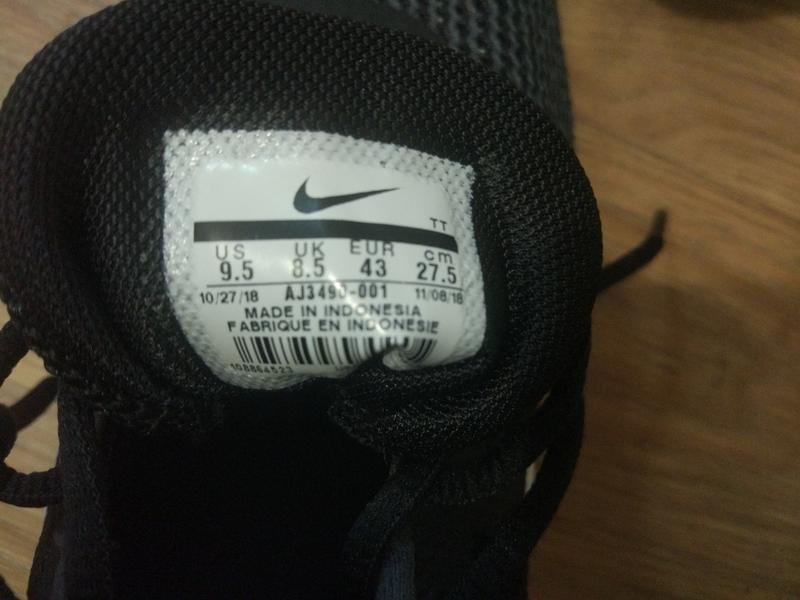 TT
US UK EUR cm
9.5 8.5 43 27.5
10/27/18 AJ3490-001 11/08/18
MADE IN INDONESIA
FABRIQUE EN INDONESIE
108864523